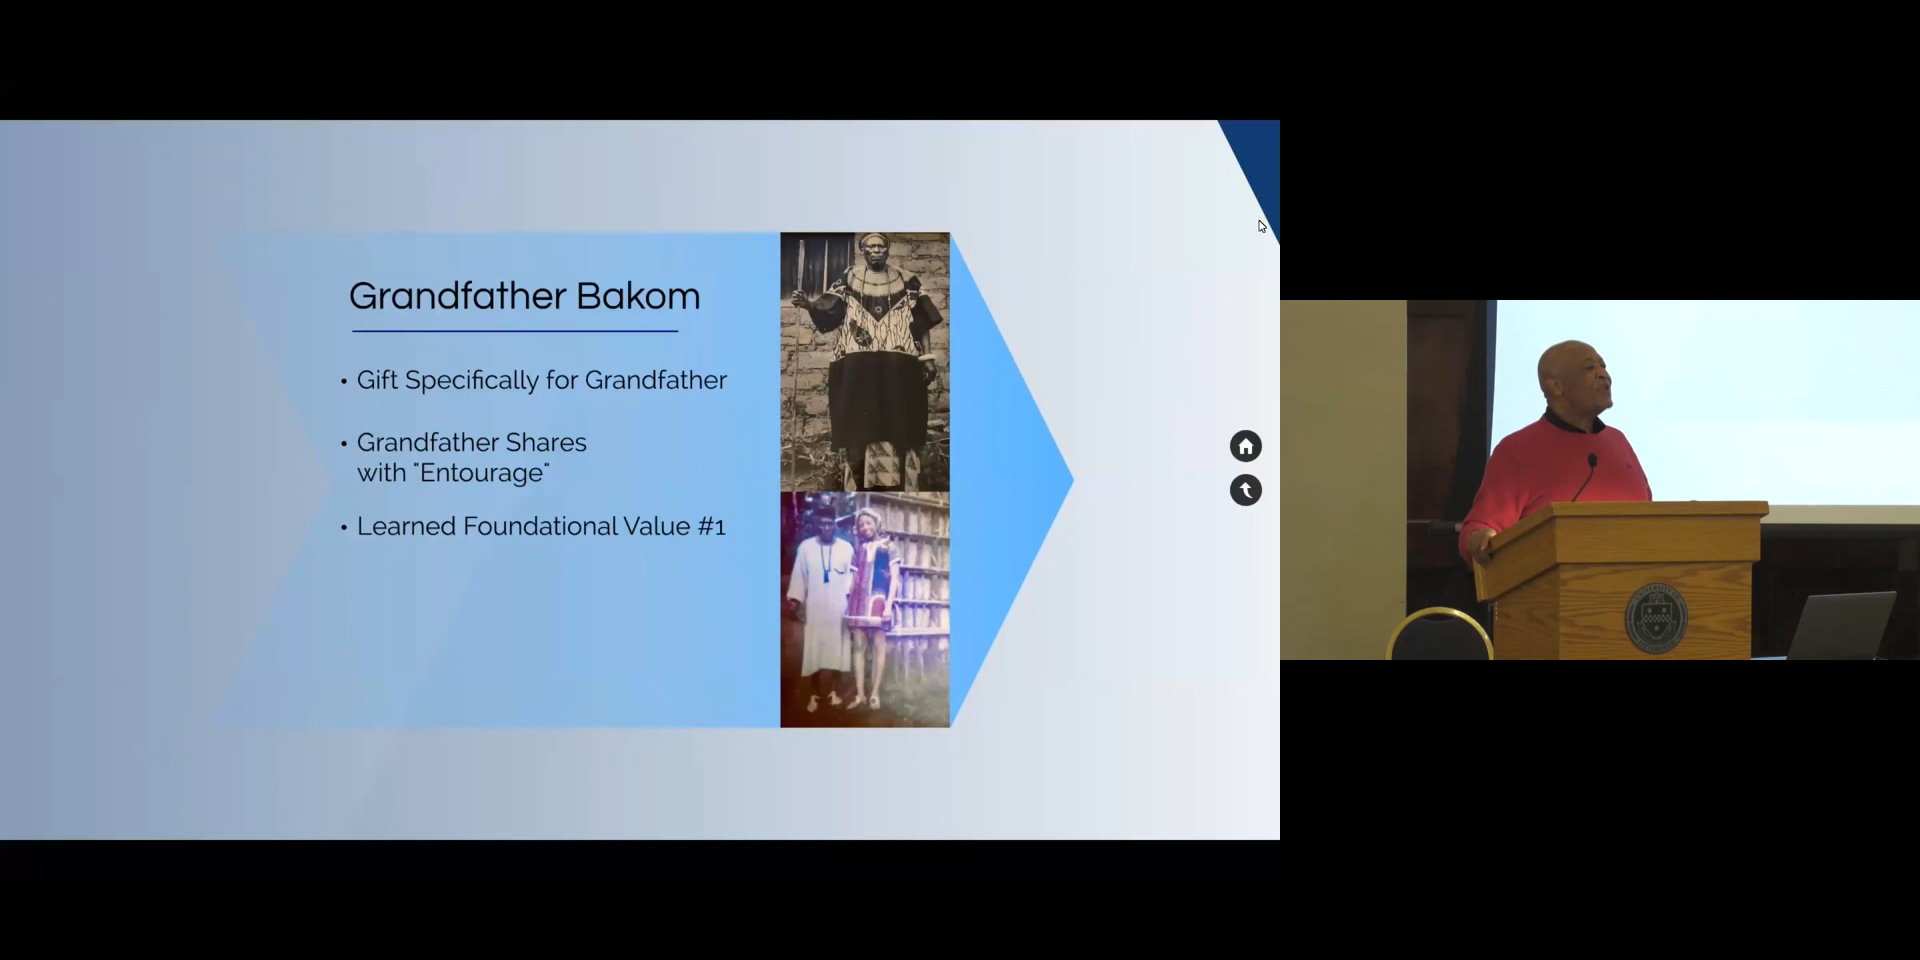 Grandfather Bakom
• Gift Specifically for Grandfather
• Grandfather Shares
with "Entourage"
• Learned Foundational Value #1